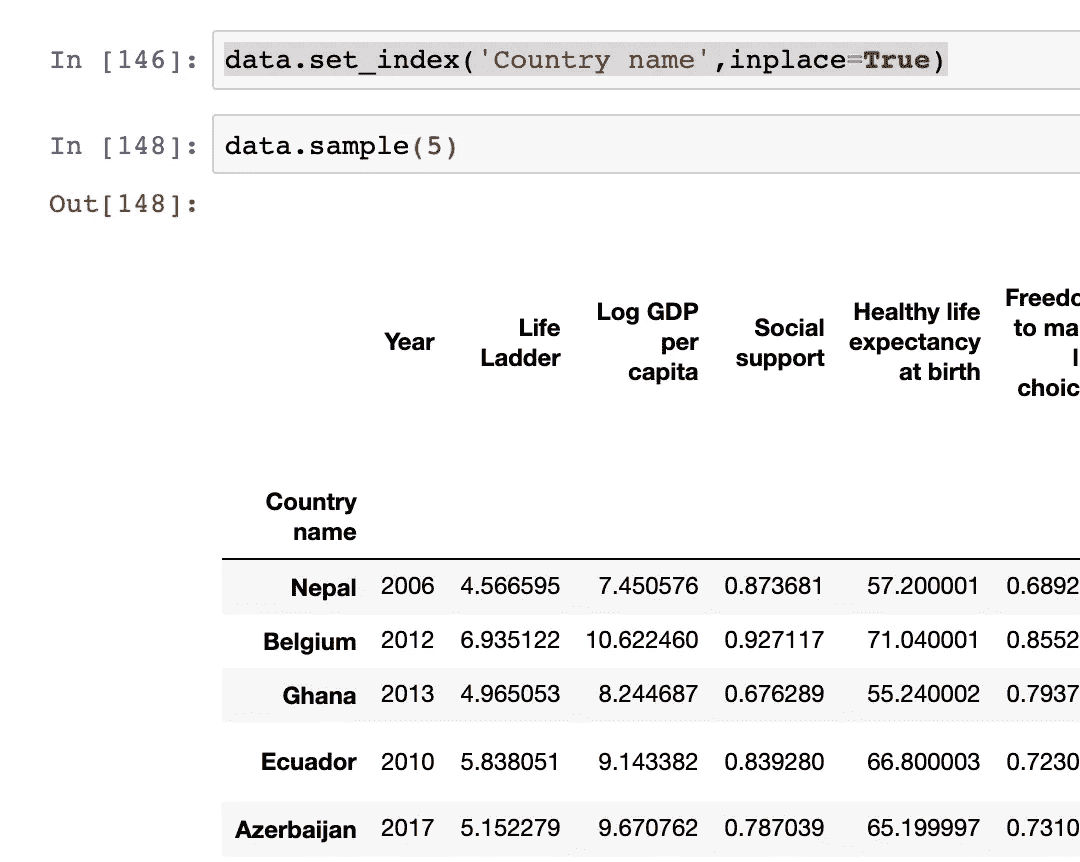 In [146]: data.set_index('Country name',inplace=True)
In [148]: data.sample(5)
Out[148]:
Year Life Ladder Log GDP per capita Social support Healthy life expectancy at birth to
Country name
Nepal 2006 4.566595 7.450576 0.873681 57.200001 0.6892
Belgium 2012 6.935122 10.622460 0.927117 71.040001 0.8552
Ghana 2013 4.965053 8.244687 0.676289 55.240002 0.7937
Ecuador 2010 5.838051 9.143382 0.839280 66.800003 0.7230
Azerbaijan 2017 5.152279 9.670762 0.787039 65.199997 0.7310